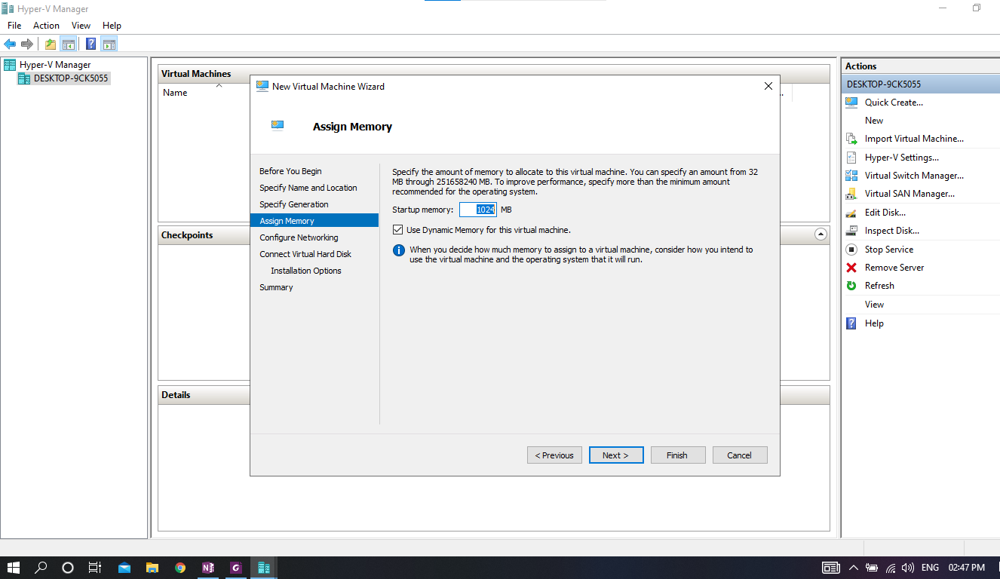 Hyper-V Manager
File Action View Help
Hyper-V Manager
DESKTOP-9CK5055
Virtual Machines
Name
Checkpoints
Details
New Virtual Machine Wizard
Assign Memory
Before You Begin
Specify Name and Location
Specify Generation
Assign Memory
Configure Networking
Connect Virtual Hard Disk
Installation Options
Summary
Specify the amount of memory to allocate to this virtual machine. You can specify an amount from 32
MB through 251658240 MB. To improve performance, specify more than the minimum amount
recommended for the operating system.
Startup memory: 1024 MB
Use Dynamic Memory for this virtual machine.
When you decide how much memory to assign to a virtual machine, consider how you intend to
use the virtual machine and the operating system that it will run.
< Previous Next > Finish Cancel
Actions
DESKTOP-9CK5055
Quick Create...
New
Import Virtual Machine...
Hyper-V Settings...
Virtual Switch Manager...
Virtual SAN Manager...
Edit Disk...
Inspect Disk...
Stop Service
Remove Server
Refresh
View
Help
ENG 02:47 PM